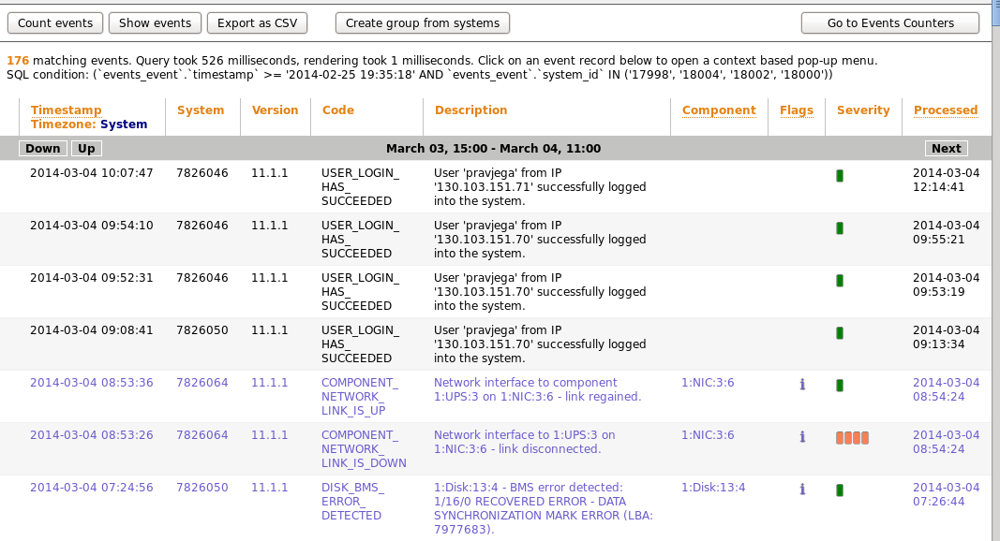 Count events Show events Export as CSV Create group from systems Go to Events Counters
176 matching events. Query took 526 milliseconds, rendering took 1 milliseconds. Click on an event record below to open a context based pop-up menu.
SQL condition: (`events_event`.`timestamp` >= '2014-02-25 19:35:18' AND `events_event`.`system_id` IN ('17998', '18004', '18002', '18000'))
Timestamp System Version Code Description Component Flags Severity Processed
Timezone: System
Down Up March 03, 15:00 - March 04, 11:00 Next
2014-03-04 10:07:47 7826046 11.1.1 USER_LOGIN_ User 'pravjega' from IP 2014-03-04
HAS_ '130.103.151.71' successfully logged 12:14:41
SUCCEEDED into the system.
2014-03-04 09:54:10 7826046 11.1.1 USER_LOGIN_ User 'pravjega' from IP 2014-03-04
HAS_ '130.103.151.70' successfully logged 09:55:21
SUCCEEDED into the system.
2014-03-04 09:52:31 7826046 11.1.1 USER_LOGIN_ User 'pravjega' from IP 2014-03-04
HAS_ '130.103.151.70' successfully logged 09:53:19
SUCCEEDED into the system.
2014-03-04 09:08:41 7826050 11.1.1 USER_LOGIN_ User 'pravjega' from IP 2014-03-04
HAS_ '130.103.151.70' successfully logged 09:13:34
SUCCEEDED into the system.
2014-03-04 08:53:36 7826064 11.1.1 COMPONENT_ Network interface to component 1:NIC:3:6 i 2014-03-04
NETWORK_ 1:UPS:3 on 1:NIC:3:6 - link regained. 08:54:24
LINK_IS_UP
2014-03-04 08:53:26 7826064 11.1.1 COMPONENT_ Network interface to 1:UPS:3 on 1:NIC:3:6 i 2014-03-04
NETWORK_ 1:NIC:3:6 - link disconnected. 08:54:24
LINK_IS_DOWN
2014-03-04 07:24:56 7826050 11.1.1 DISK_BMS_ 1:Disk:13:4 - BMS error detected: 1:Disk:13:4 i 2014-03-04
ERROR_ 1/16/0 RECOVERED ERROR - DATA 07:26:44
DETECTED SYNCHRONIZATION MARK ERROR (LBA:
7977683).